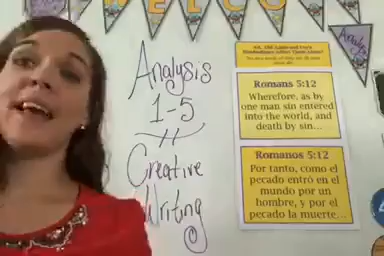 WELCO
Analysis
1-5
Creative
Writing
Romans 5:12
Wherefore, as by
one man sin entered
into the world, and
death by sin...
Romanos 5:12
Por tanto, como el
pecado entró en el
mundo por un
hombre, y por el
pecado la muerte...